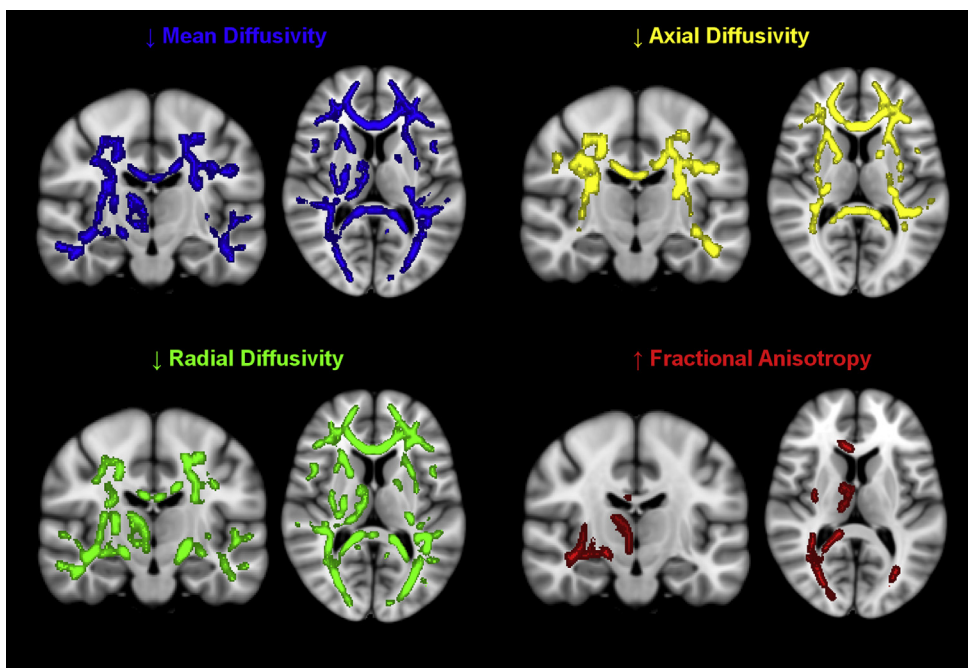 ↓ Mean Diffusivity
↓ Axial Diffusivity
↓ Radial Diffusivity
↑ Fractional Anisotropy